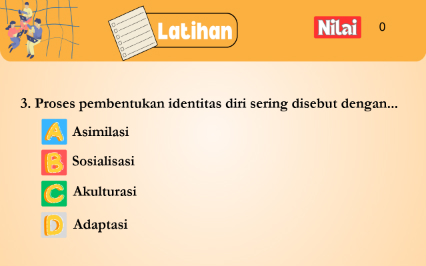 Latihan
Nilai 0
3. Proses pembentukan identitas diri sering disebut dengan...
A Asimilasi
B Sosialisasi
C Akulturasi
D Adaptasi